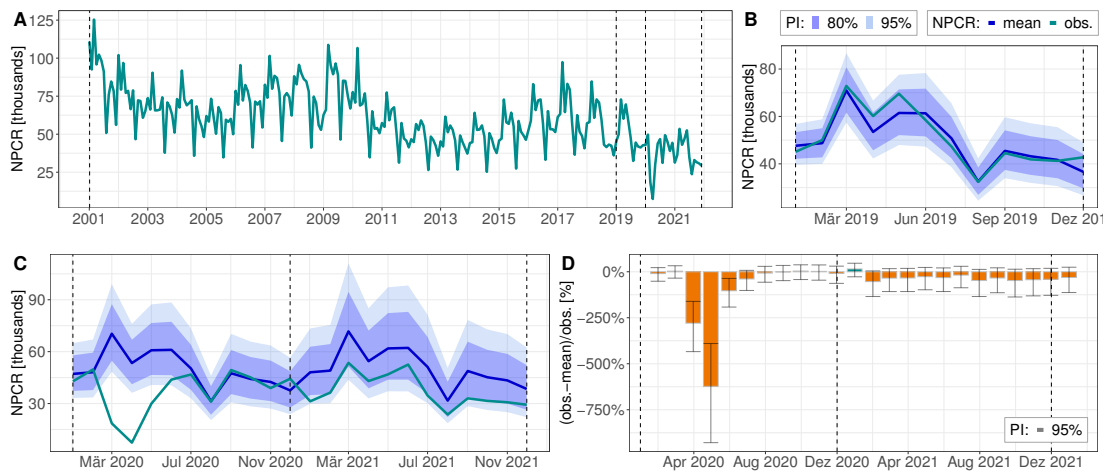 A
NPCR [thousands]
125
100
75
50
25
2001 2003 2005 2007 2009 2011 2013 2015 2017 2019 2021
PI: 80% 95%
NPCR: mean obs.
B
NPCR [thousands]
80
60
40
Mär 2019 Jun 2019 Sep 2019 Dez 201
C
NPCR [thousands]
90
60
30
Mär 2020 Jul 2020 Nov 2020 Mär 2021 Jul 2021 Nov 2021
D
(obs.−mean)/obs. [%]
0%
−250%
−500%
−750%
PI: 95%
Apr 2020 Aug 2020 Dez 2020 Apr 2021 Aug 2021 Dez 2021